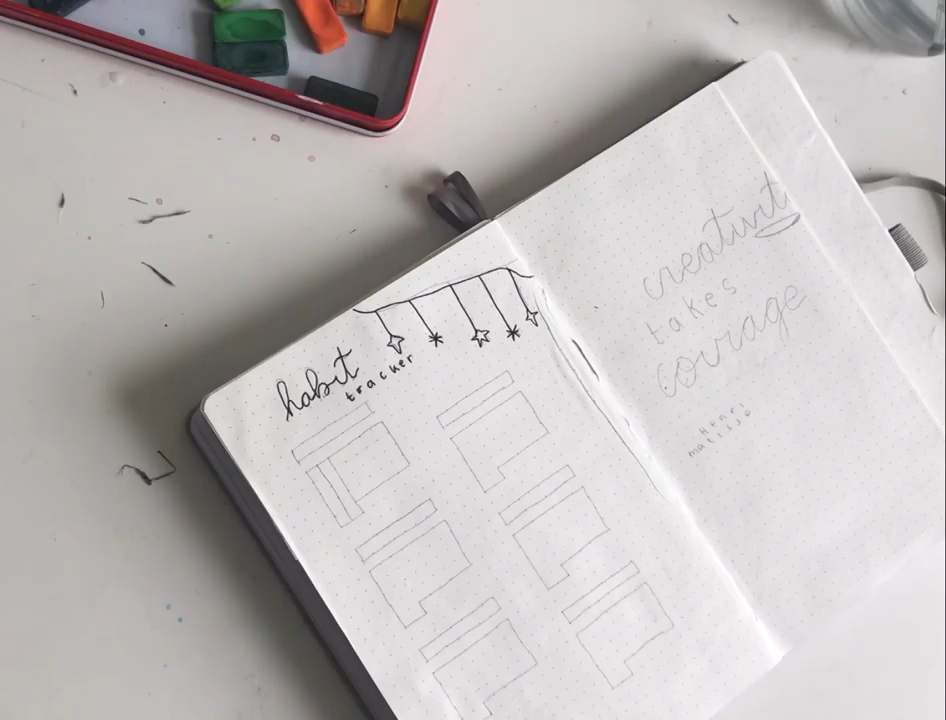 habit
tracker
creativity
takes
courage
Henri
matisse